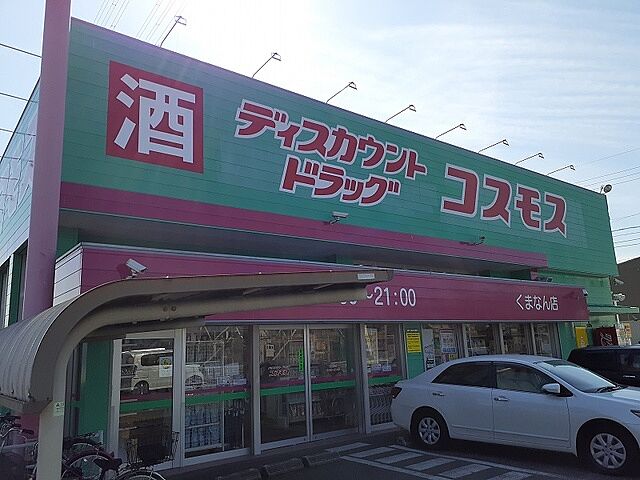 酒
ディスカウント
ドラッグ
コスモス
〜21:00
くまなん店